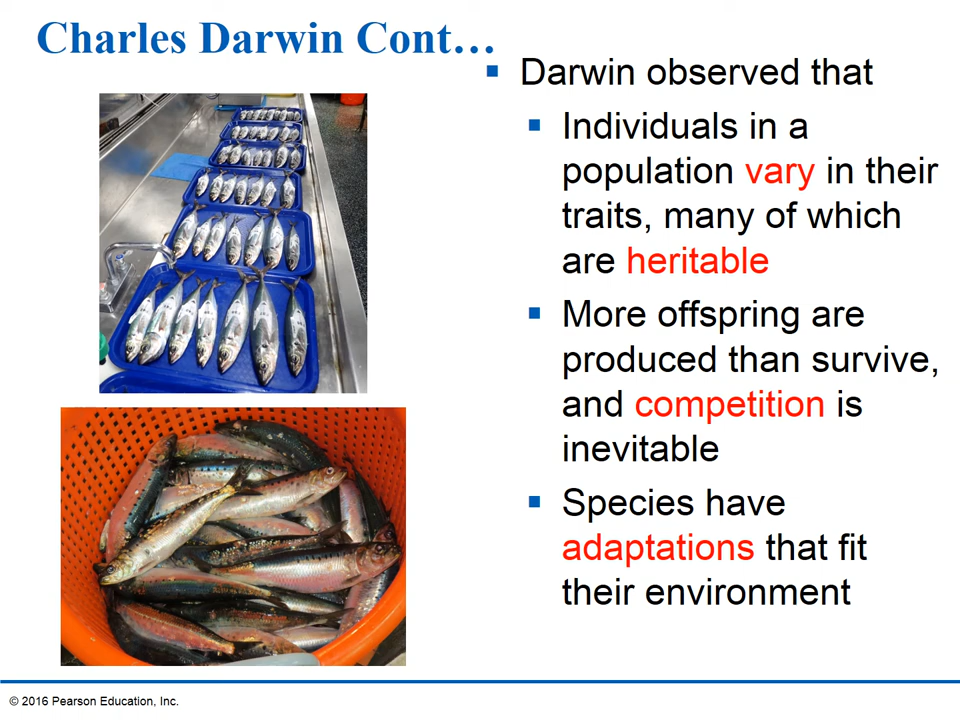 Charles Darwin Cont…
▪ Darwin observed that
▪ Individuals in a
population vary in their
traits, many of which
are heritable
▪ More offspring are
produced than survive,
and competition is
inevitable
▪ Species have
adaptations that fit
their environment
© 2016 Pearson Education, Inc.